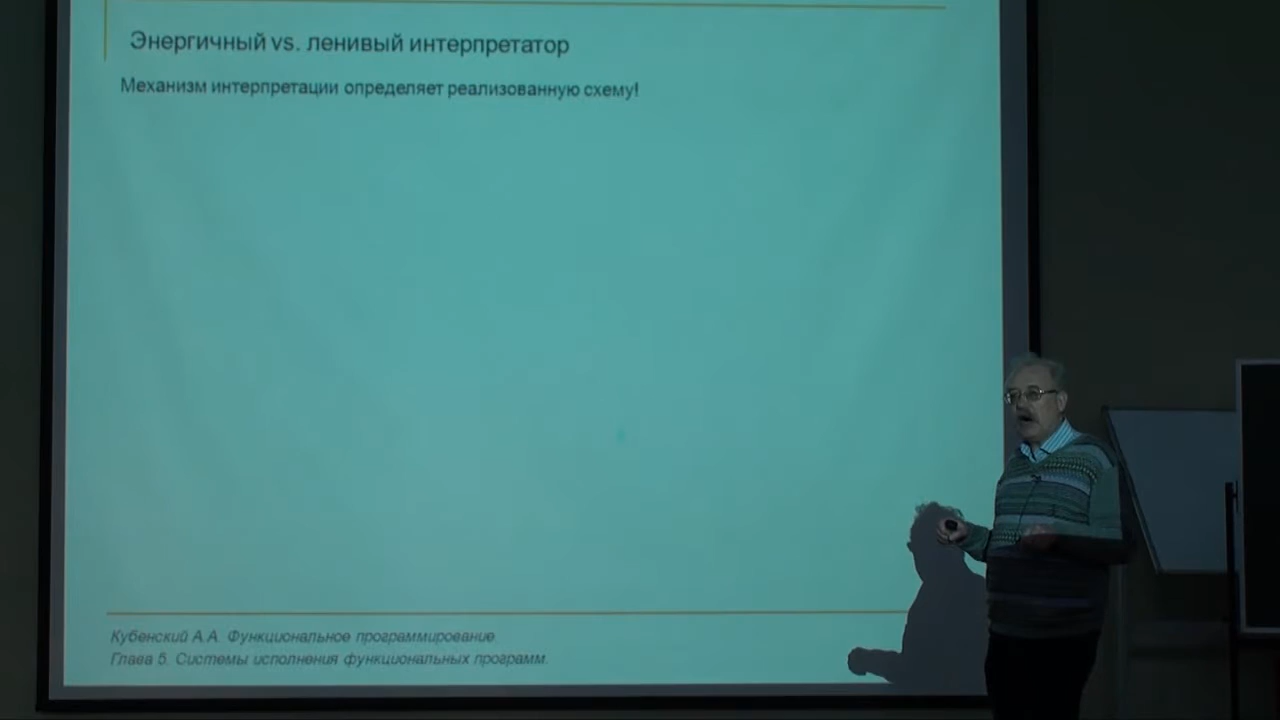 Энергичный vs. ленивый интерпретатор
Механизм интерпретации определяет реализованную схему!
Кубенский А.А. Функциональное программирование.
Глава 5. Системы исполнения функциональных программ.